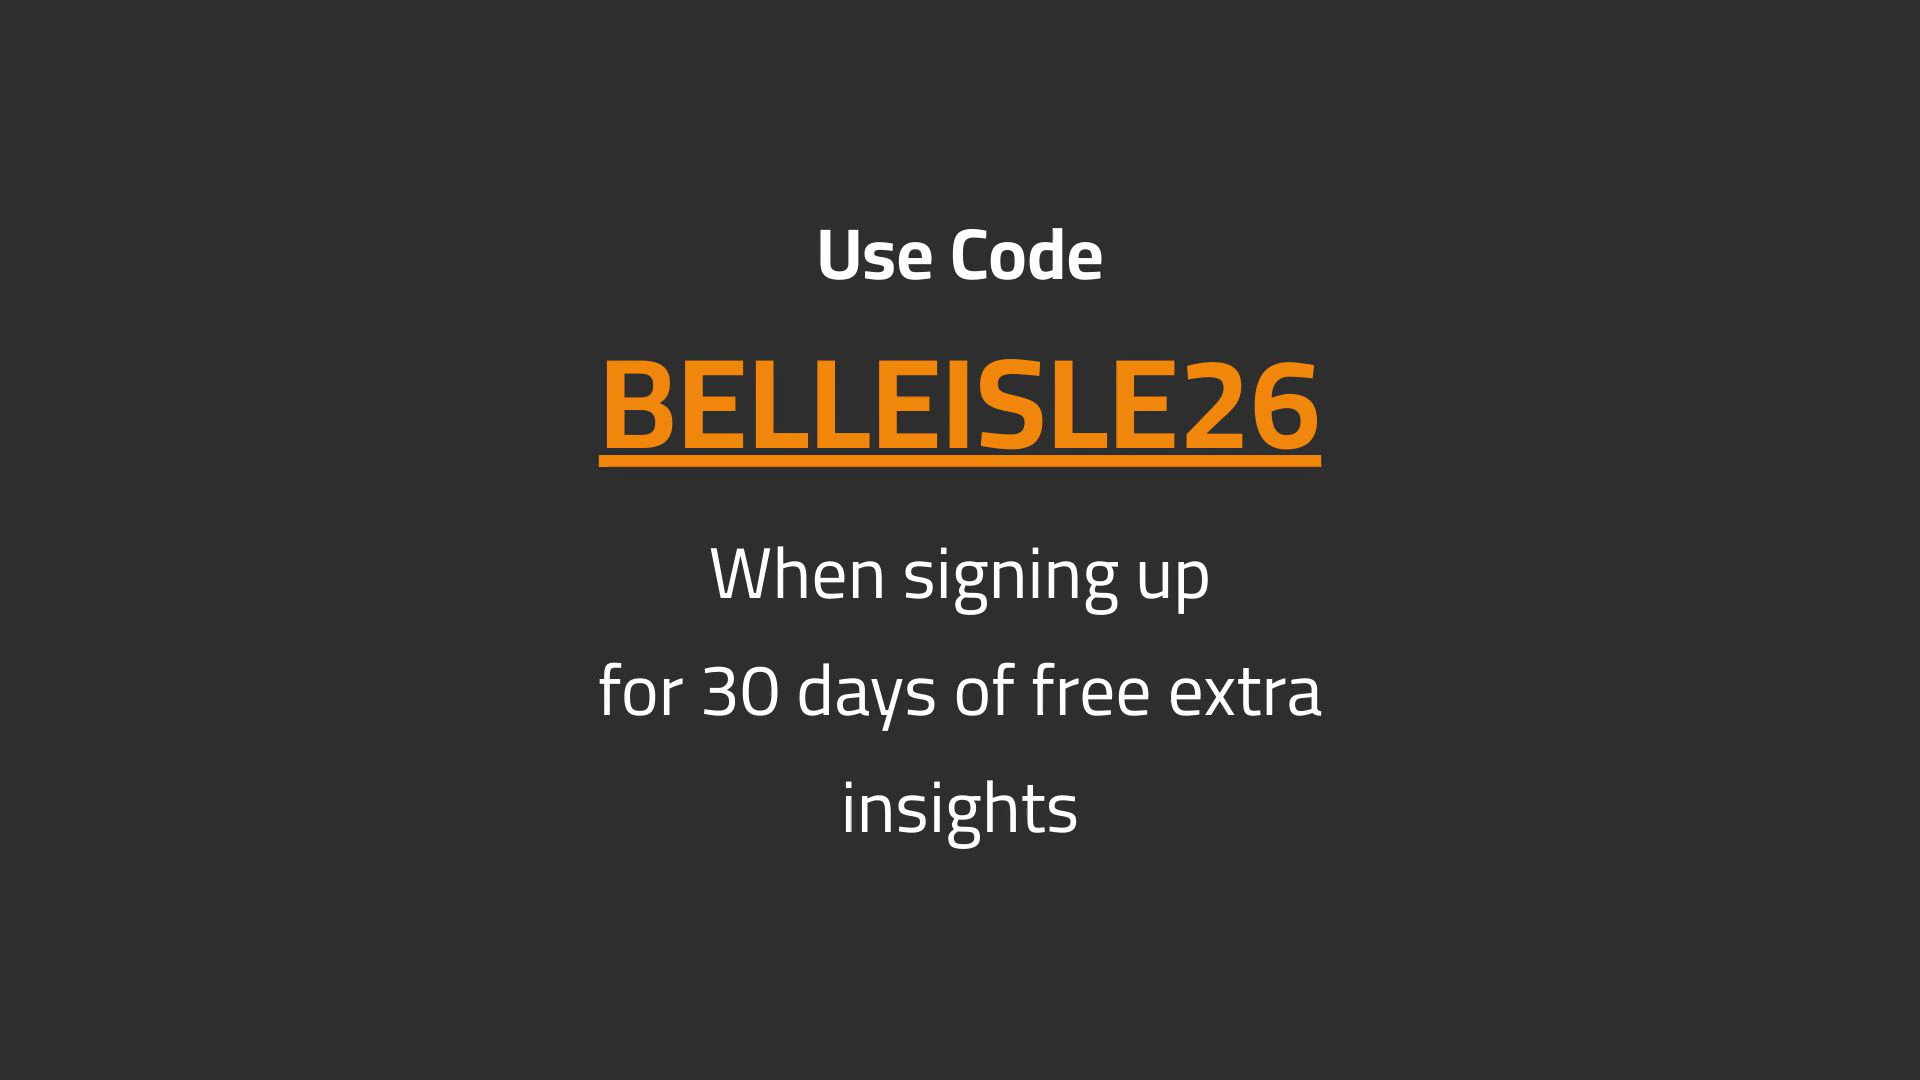 Use Code
BELLEISLE26
When signing up
for 30 days of free extra
insights